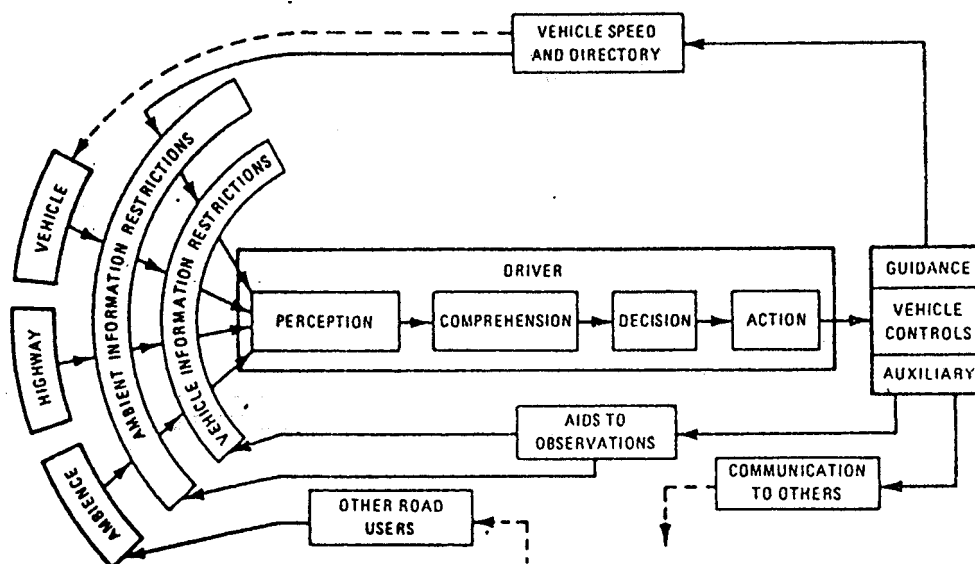 VEHICLE SPEED
AND DIRECTORY
VEHICLE
HIGHWAY
AMBIENCE
AMBIENT INFORMATION RESTRICTIONS
VEHICLE INFORMATION RESTRICTIONS
DRIVER
PERCEPTION
COMPREHENSION
DECISION
ACTION
GUIDANCE
VEHICLE
CONTROLS
AUXILIARY
AIDS TO
OBSERVATIONS
COMMUNICATION
TO OTHERS
OTHER ROAD
USERS